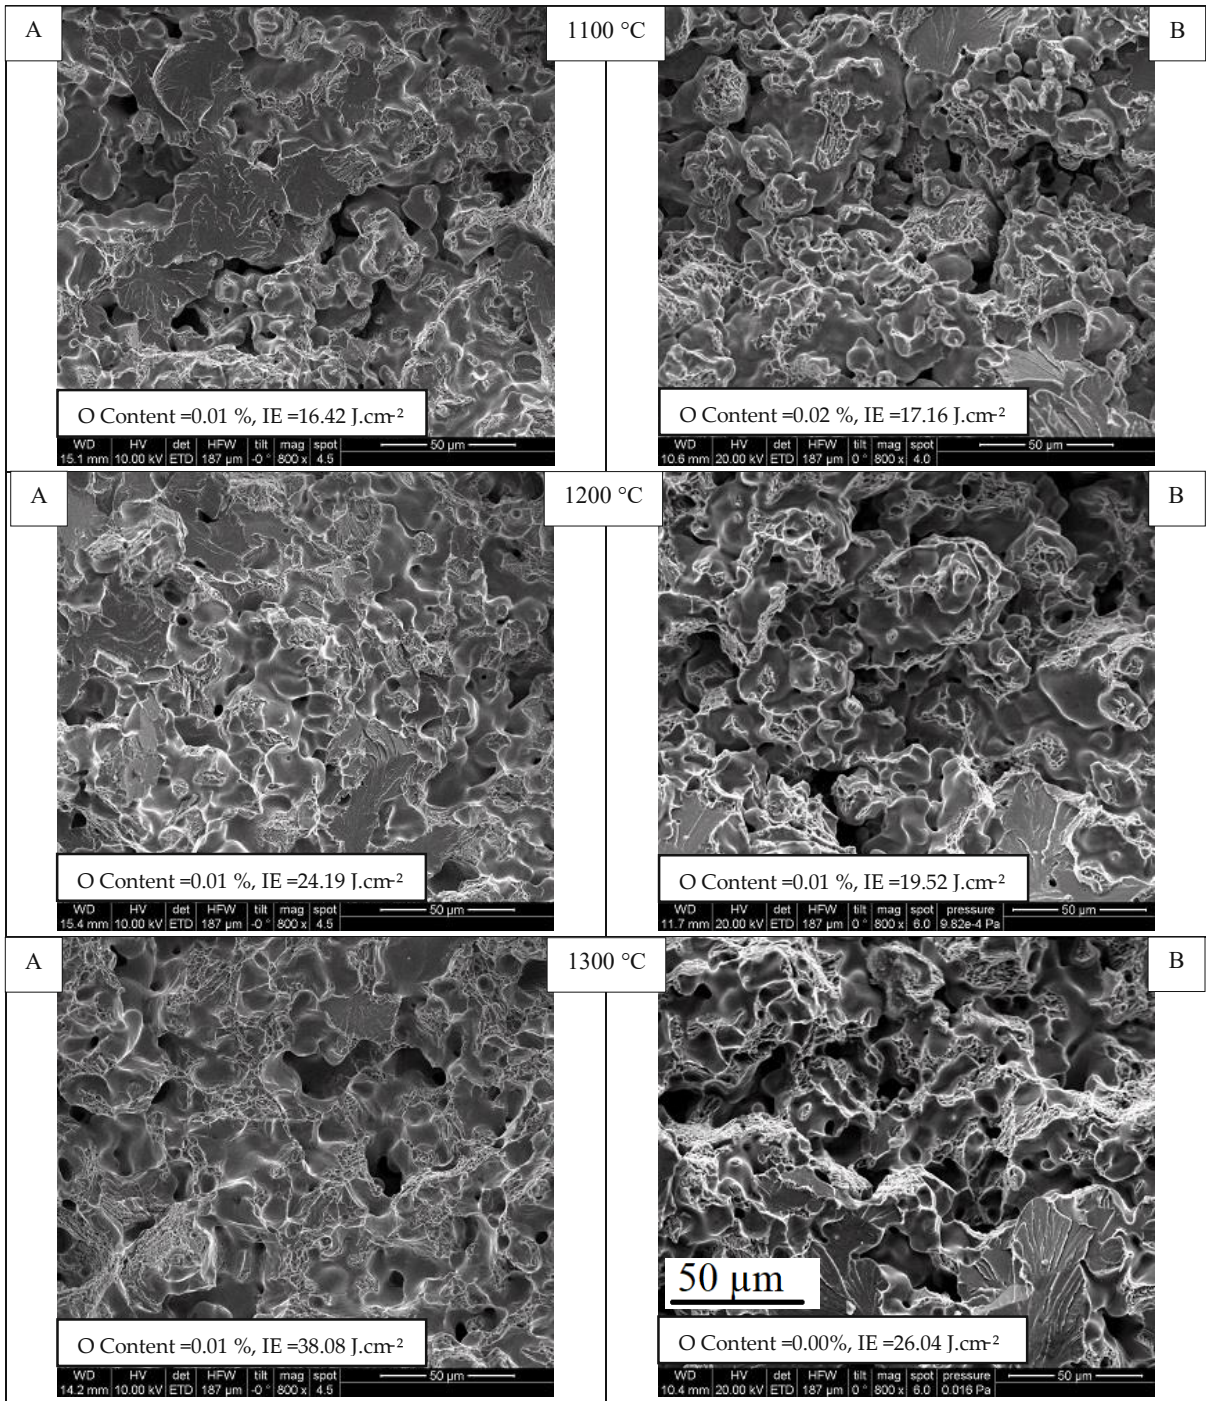 A
1100 °C
B
O Content =0.01 %, IE =16.42 J.cm-²
O Content =0.02 %, IE =17.16 J.cm-²
WD HV det HFW tilt mag spot
15.1 mm 10.00 kV ETD 187 µm -0 ° 800 x 4.5
50 µm
WD HV det HFW tilt mag spot
10.6 mm 20.00 kV ETD 187 µm 0 ° 800 x 4.0
50 µm
A
1200 °C
B
O Content =0.01 %, IE =24.19 J.cm-²
O Content =0.01 %, IE =19.52 J.cm-²
WD HV det HFW tilt mag spot
15.4 mm 10.00 kV ETD 187 µm -0 ° 800 x 4.5
50 µm
WD HV det HFW tilt mag spot pressure
11.7 mm 20.00 kV ETD 187 µm 0 ° 800 x 6.0 9.82e-4 Pa
50 µm
A
1300 °C
B
50 µm
O Content =0.01 %, IE =38.08 J.cm-²
O Content =0.00%, IE =26.04 J.cm-²
WD HV det HFW tilt mag spot
14.2 mm 10.00 kV ETD 187 µm -0 ° 800 x 4.5
50 µm
WD HV det HFW tilt mag spot pressure
10.4 mm 20.00 kV ETD 187 µm 0 ° 800 x 6.0 0.016 Pa
50 µm